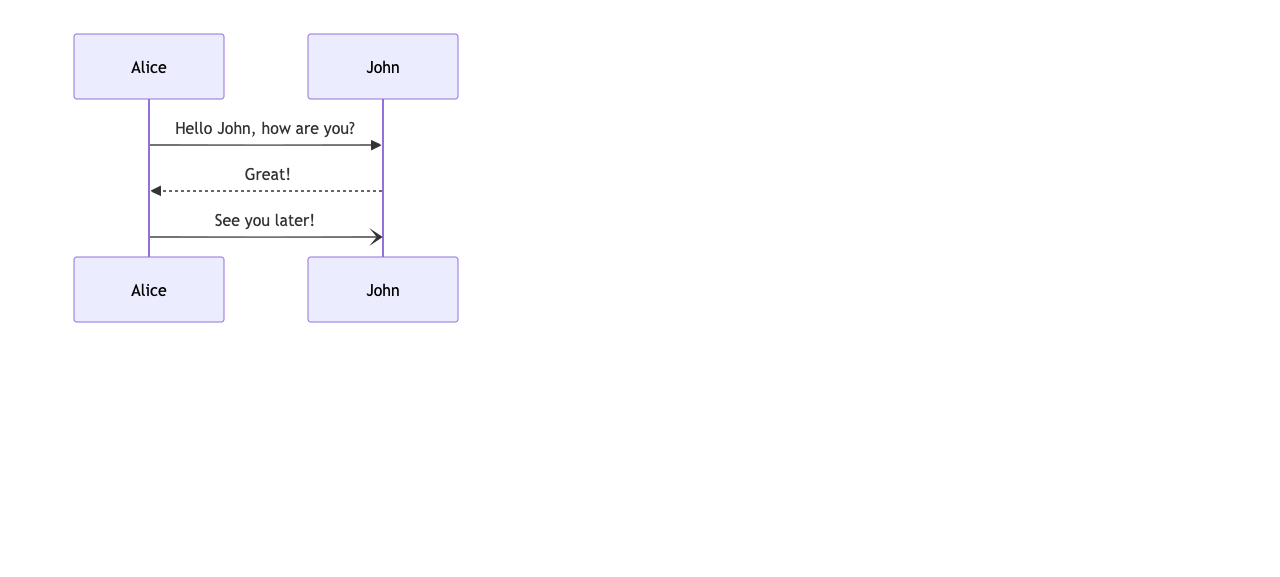 Alice
John
Hello John, how are you?
Great!
See you later!
Alice
John